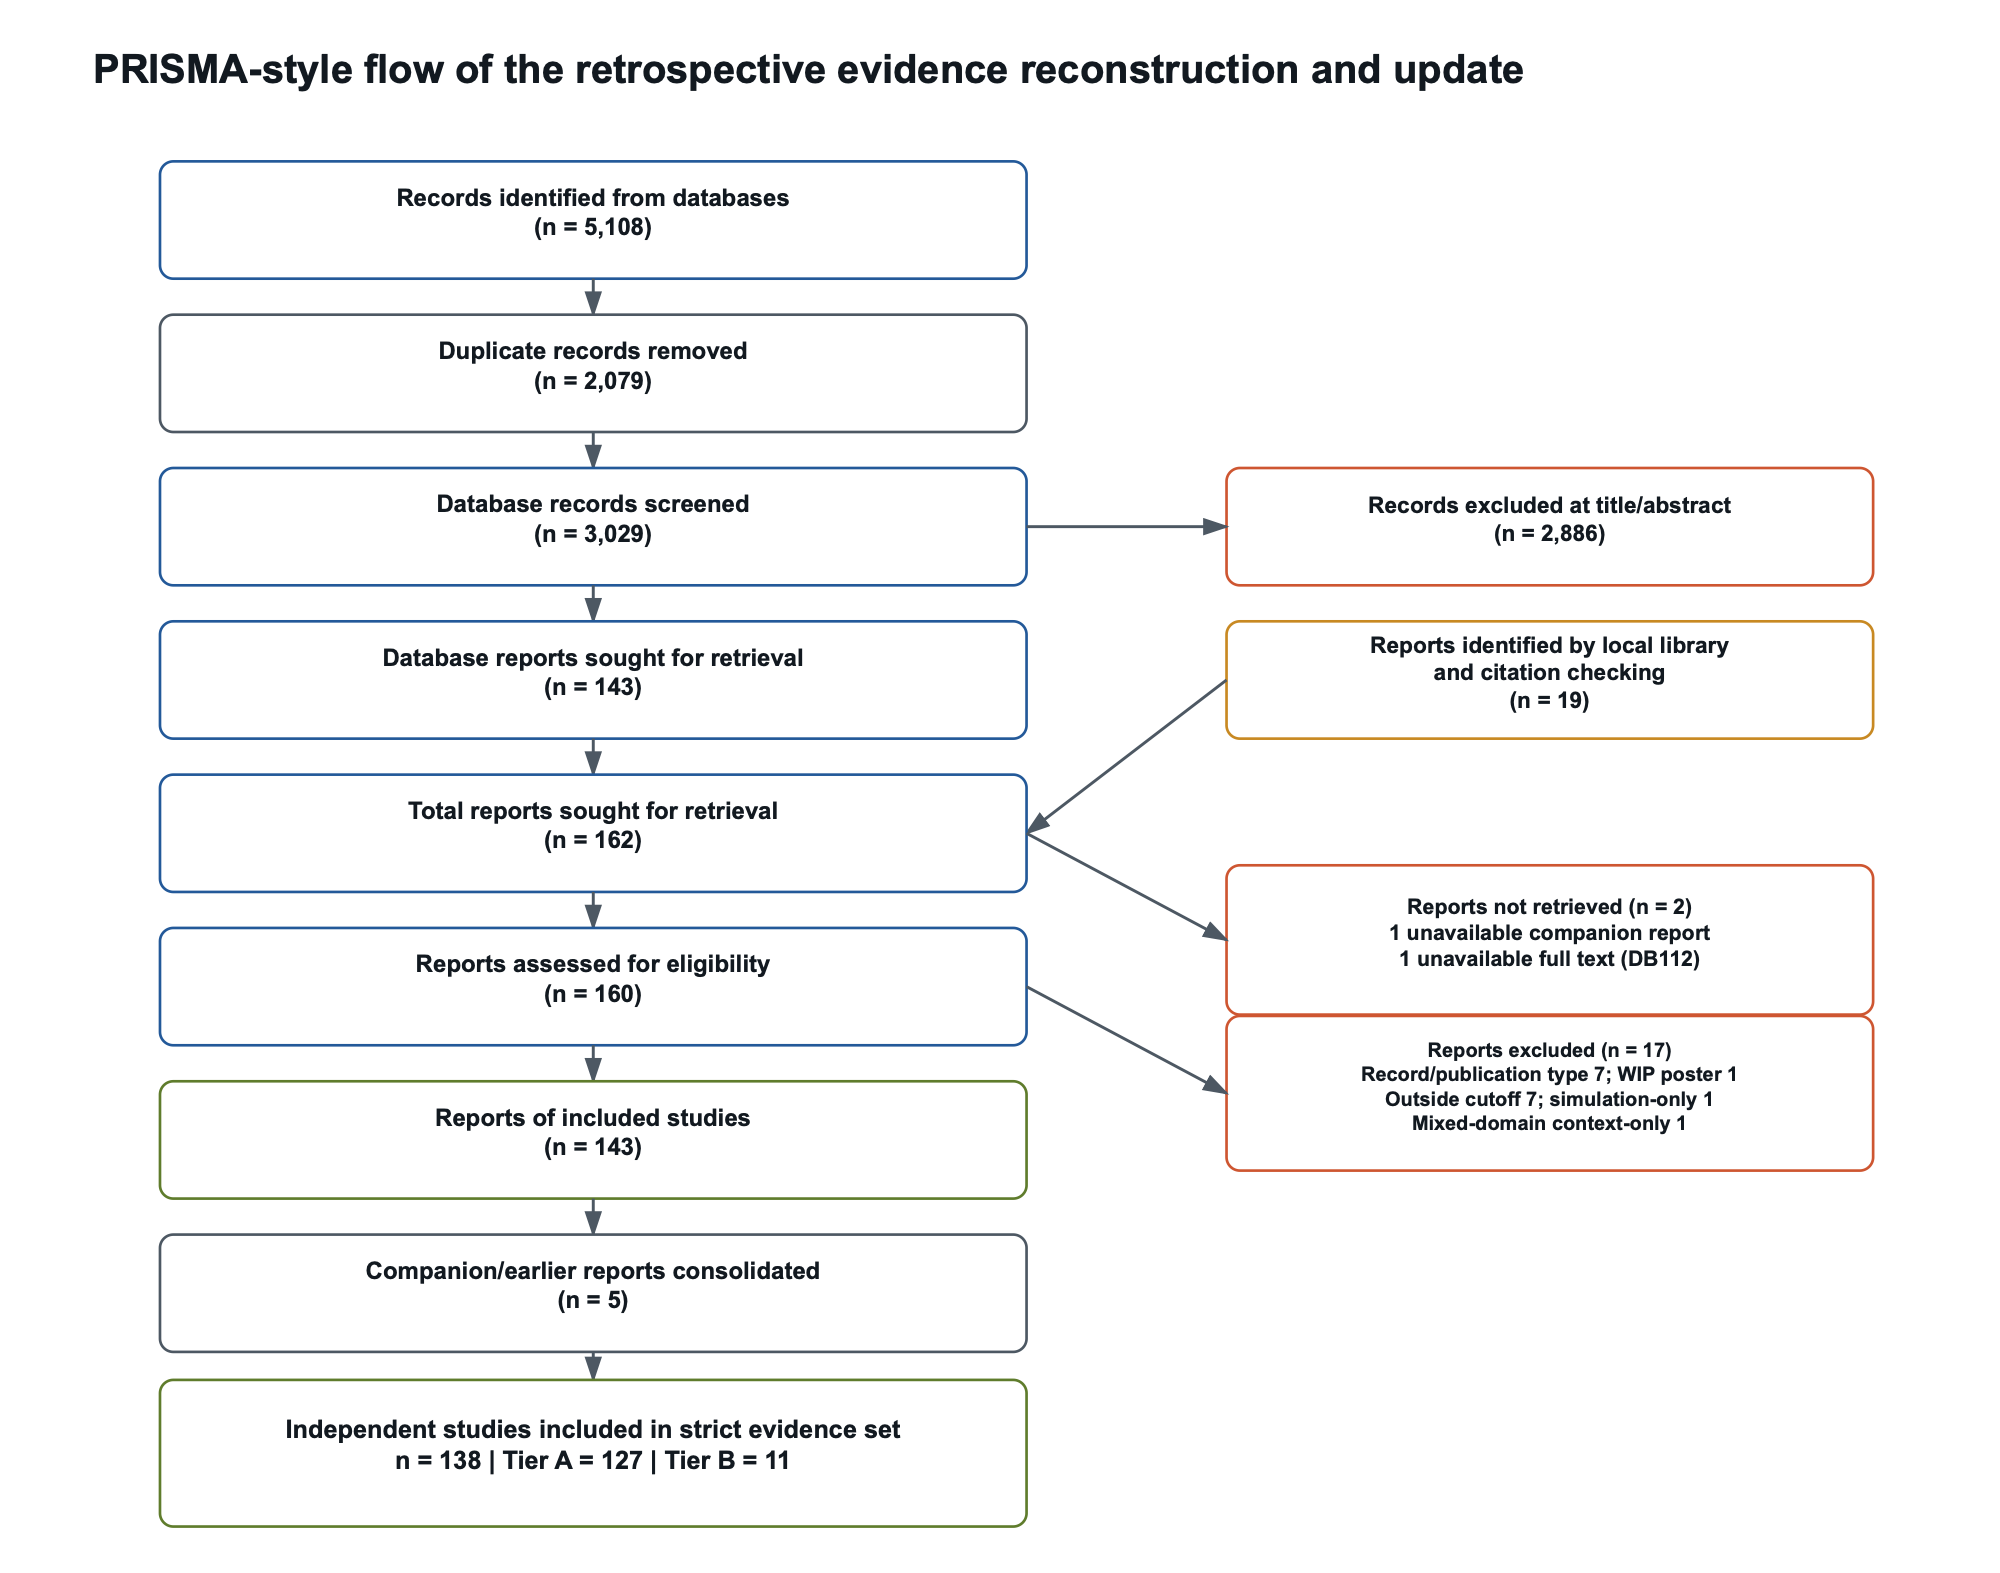 PRISMA-style flow of the retrospective evidence reconstruction and update
Records identified from databases
(n = 5,108)
Duplicate records removed
(n = 2,079)
Database records screened
(n = 3,029)
Records excluded at title/abstract
(n = 2,886)
Database reports sought for retrieval
(n = 143)
Reports identified by local library
and citation checking
(n = 19)
Total reports sought for retrieval
(n = 162)
Reports not retrieved (n = 2)
1 unavailable companion report
1 unavailable full text (DB112)
Reports assessed for eligibility
(n = 160)
Reports excluded (n = 17)
Record/publication type 7; WIP poster 1
Outside cutoff 7; simulation-only 1
Mixed-domain context-only 1
Reports of included studies
(n = 143)
Companion/earlier reports consolidated
(n = 5)
Independent studies included in strict evidence set
n = 138 | Tier A = 127 | Tier B = 11